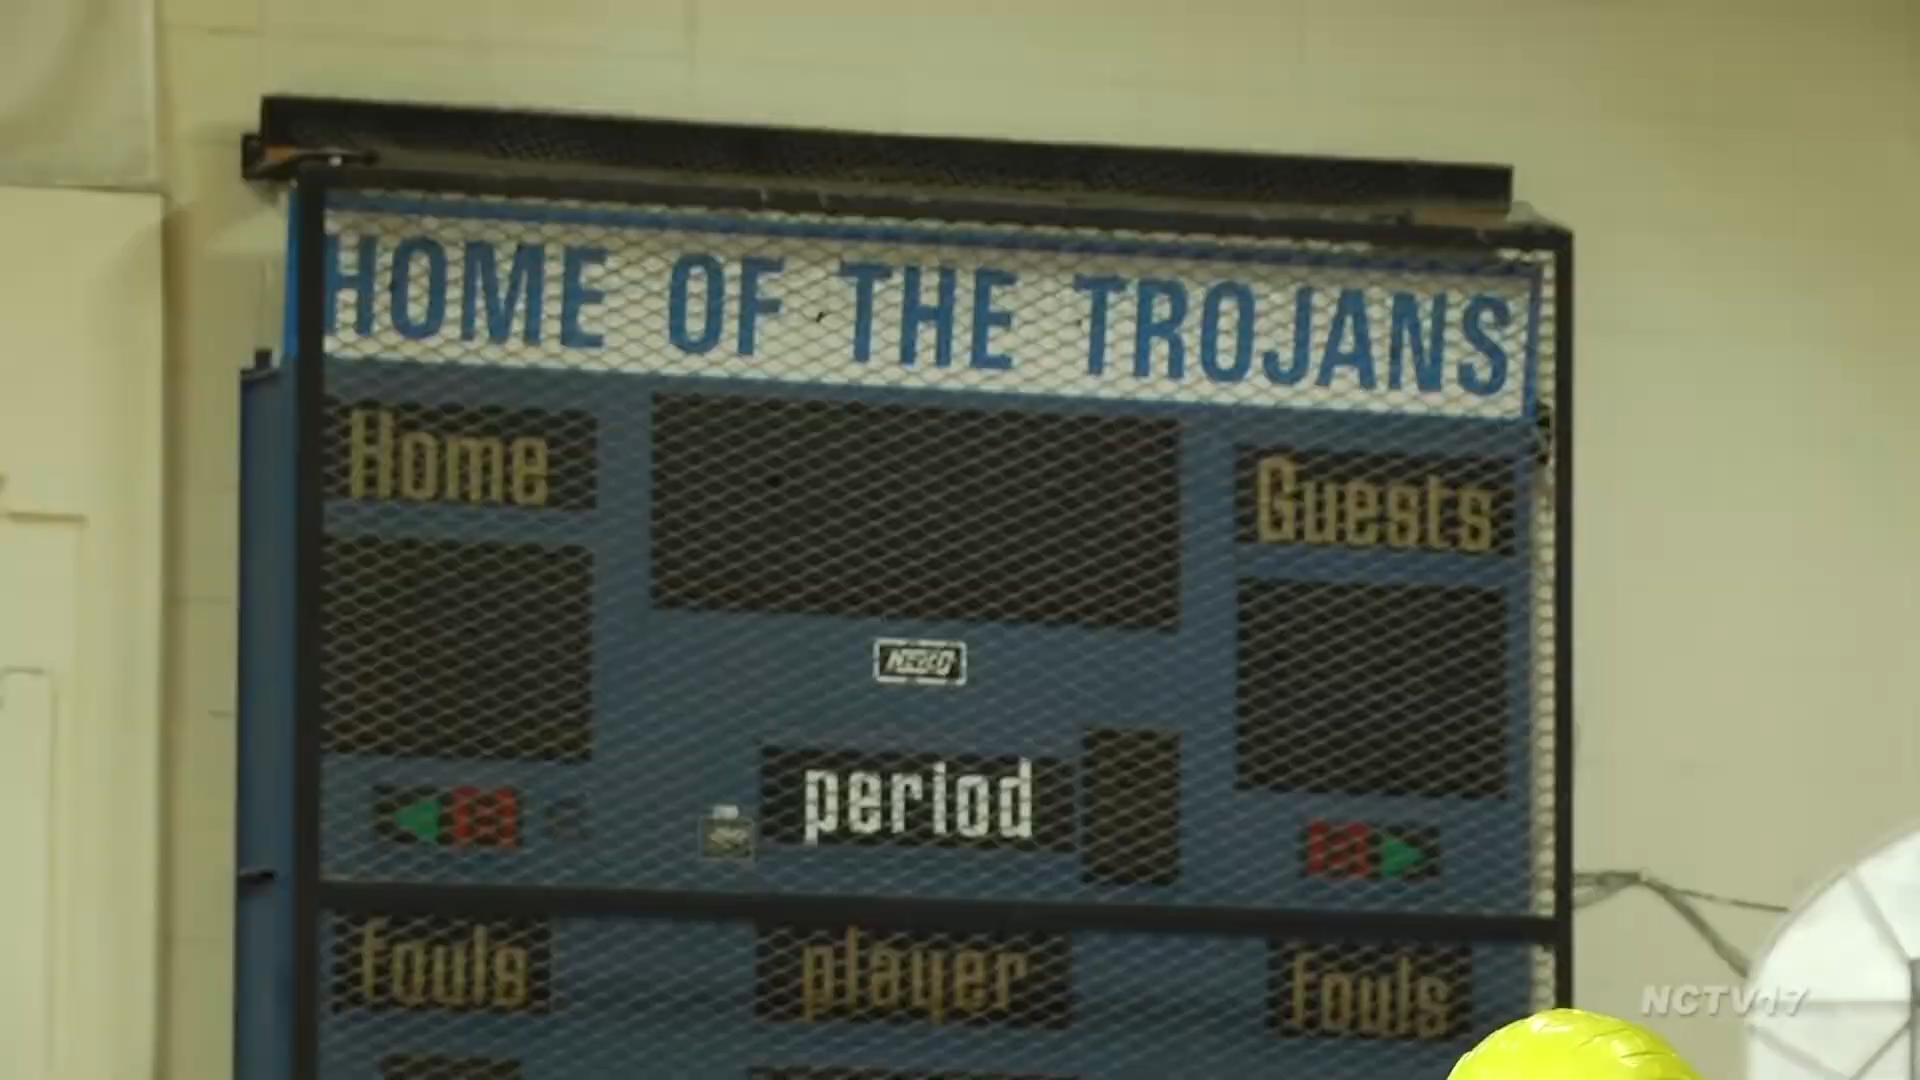 HOME OF THE TROJANS
Home
Guests
period
fouls
player
fouls
NCTV17